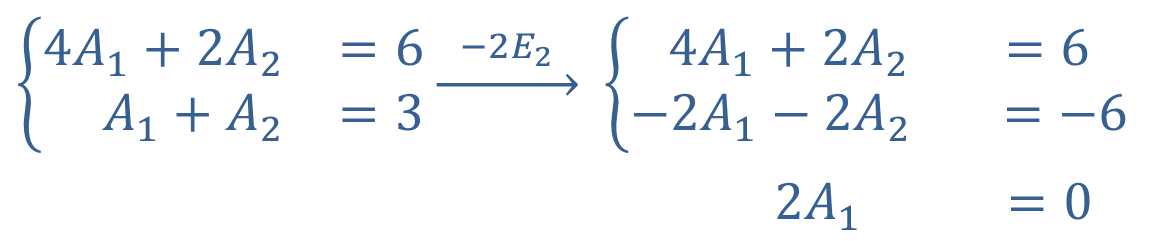 {4A₁ + 2A₂ = 6 —−2E₂→ {4A₁ + 2A₂ = 6
A₁ + A₂ = 3 −2A₁ − 2A₂ = −6
2A₁ = 0